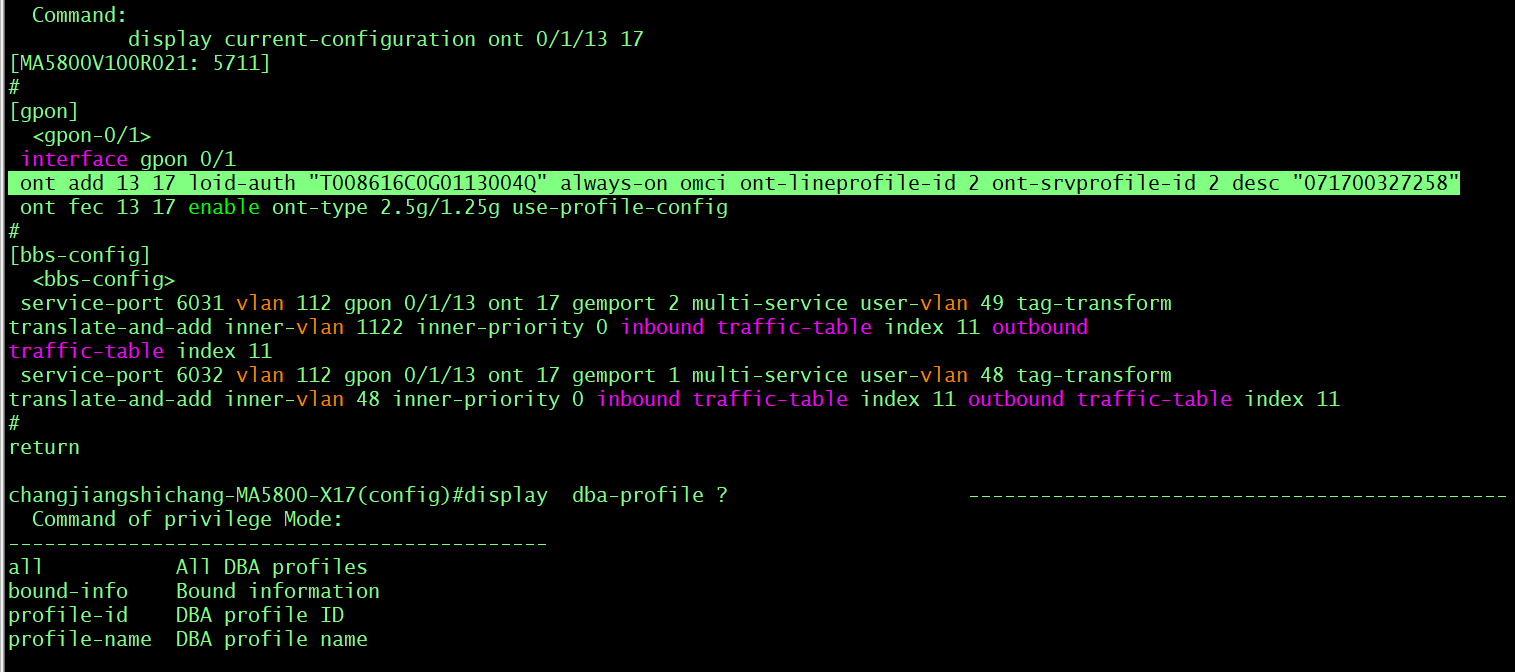 Command:
display current-configuration ont 0/1/13 17
[MA5800V100R021: 5711]
#
[gpon]
<gpon-0/1>
interface gpon 0/1
ont add 13 17 loid-auth "T008616C0G0113004Q" always-on omci ont-lineprofile-id 2 ont-srvprofile-id 2 desc "071700327258"
ont fec 13 17 enable ont-type 2.5g/1.25g use-profile-config
#
[bbs-config]
<bbs-config>
service-port 6031 vlan 112 gpon 0/1/13 ont 17 gemport 2 multi-service user-vlan 49 tag-transform
translate-and-add inner-vlan 1122 inner-priority 0 inbound traffic-table index 11 outbound
traffic-table index 11
service-port 6032 vlan 112 gpon 0/1/13 ont 17 gemport 1 multi-service user-vlan 48 tag-transform
translate-and-add inner-vlan 48 inner-priority 0 inbound traffic-table index 11 outbound traffic-table index 11
#
return
changjiangshichang-MA5800-X17(config)#display  dba-profile ?                    ---------------------------------------------
Command of privilege Mode:
---------------------------------------------
all           All DBA profiles
bound-info    Bound information
profile-id    DBA profile ID
profile-name  DBA profile name